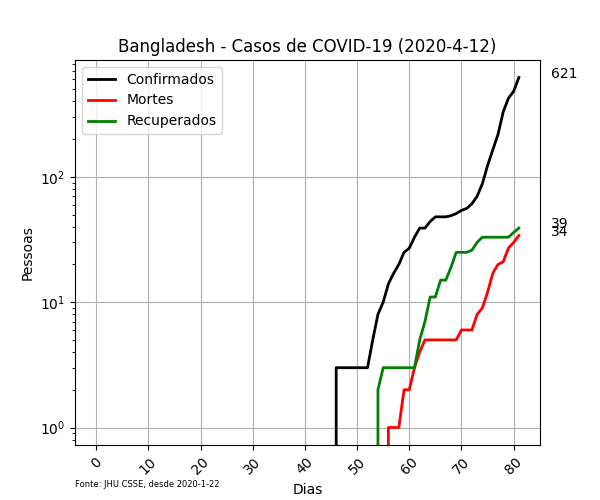 Bangladesh - Casos de COVID-19 (2020-4-12)
Confirmados
Mortes
Recuperados
621
39
34
10²
10¹
10⁰
Pessoas
0 10 20 30 40 50 60 70 80
Dias
Fonte: JHU CSSE, desde 2020-1-22